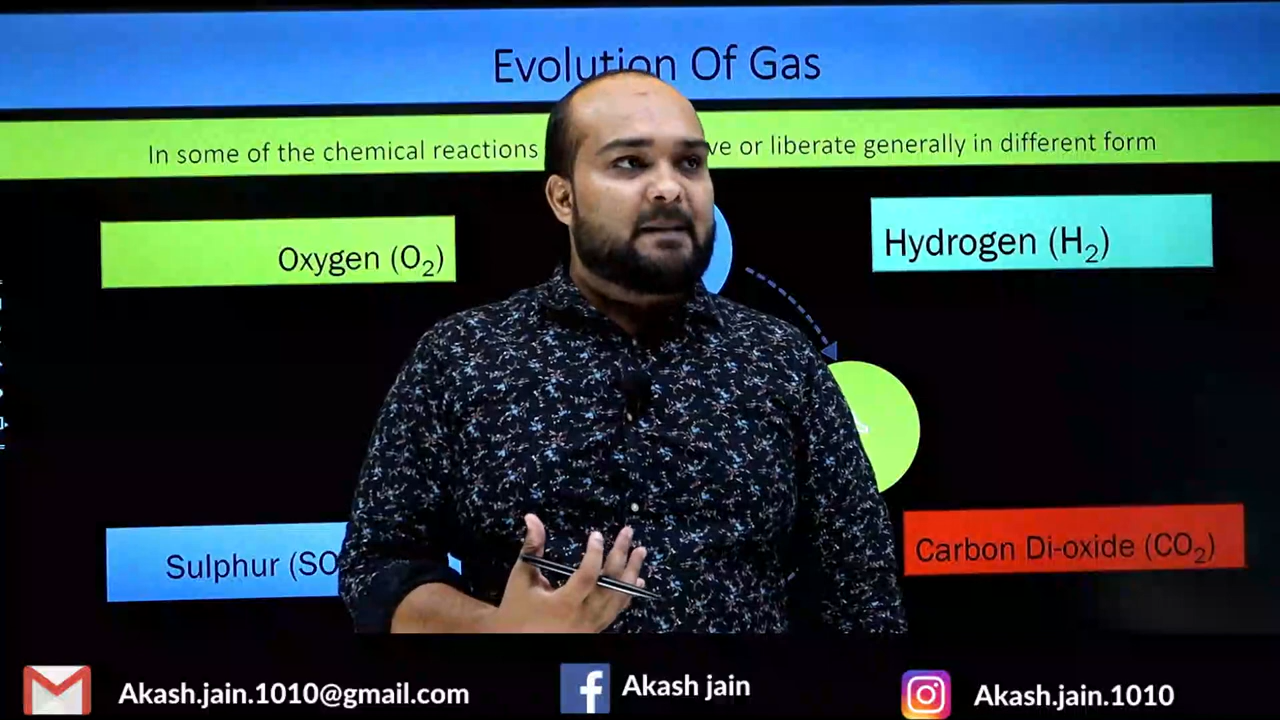 Evolution Of Gas
In some of the chemical reactions ve or liberate generally in different form
Oxygen (O₂)
Hydrogen (H₂)
Sulphur (SO
Carbon Di-oxide (CO₂)
Akash.jain.1010@gmail.com
Akash jain
Akash.jain.1010